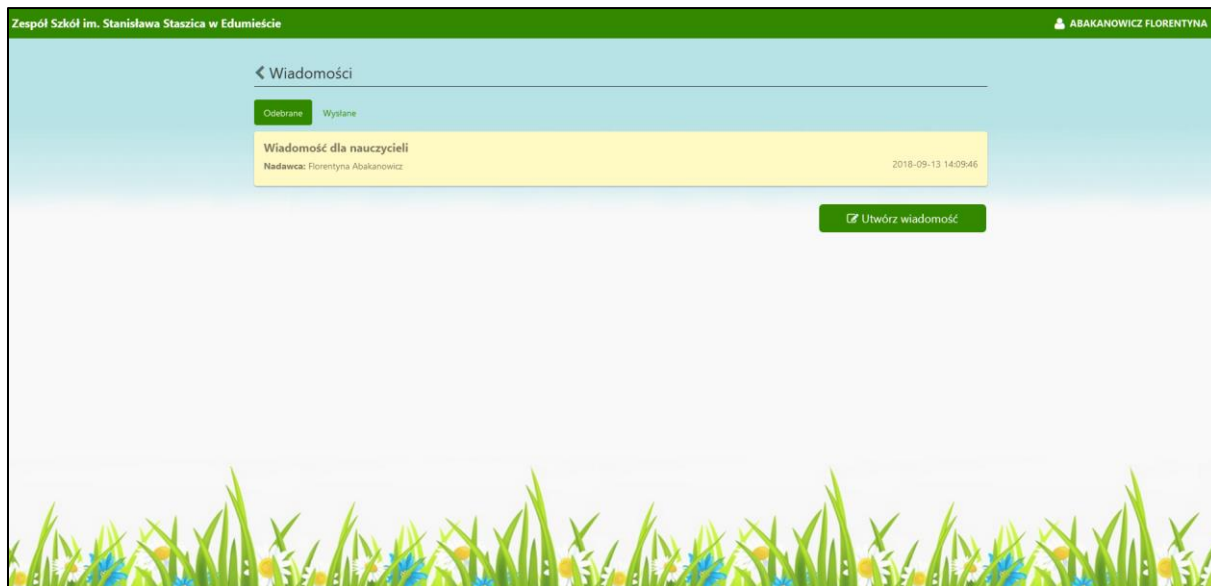 Zespół Szkół im. Stanisława Staszica w Edumieście
ABAKANOWICZ FLORENTYNA
Wiadomości
Odebrane Wysłane
Wiadomość dla nauczycieli
Nadawca: Florentyna Abakanowicz
2018-09-13 14:09:46
Utwórz wiadomość